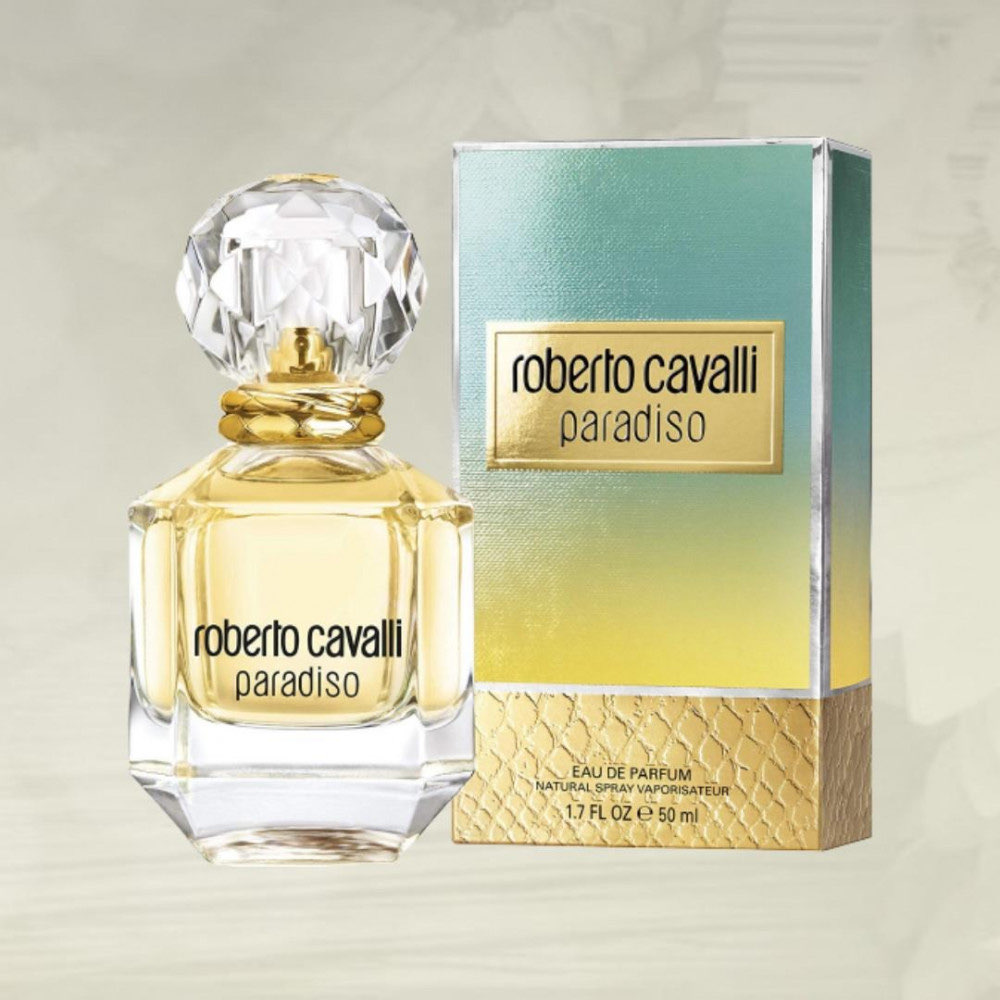 roberto cavalli
paradiso
roberto cavalli
paradiso
EAU DE PARFUM
NATURAL SPRAY VAPORISATEUR
1.7 FL OZ ℮ 50 ml